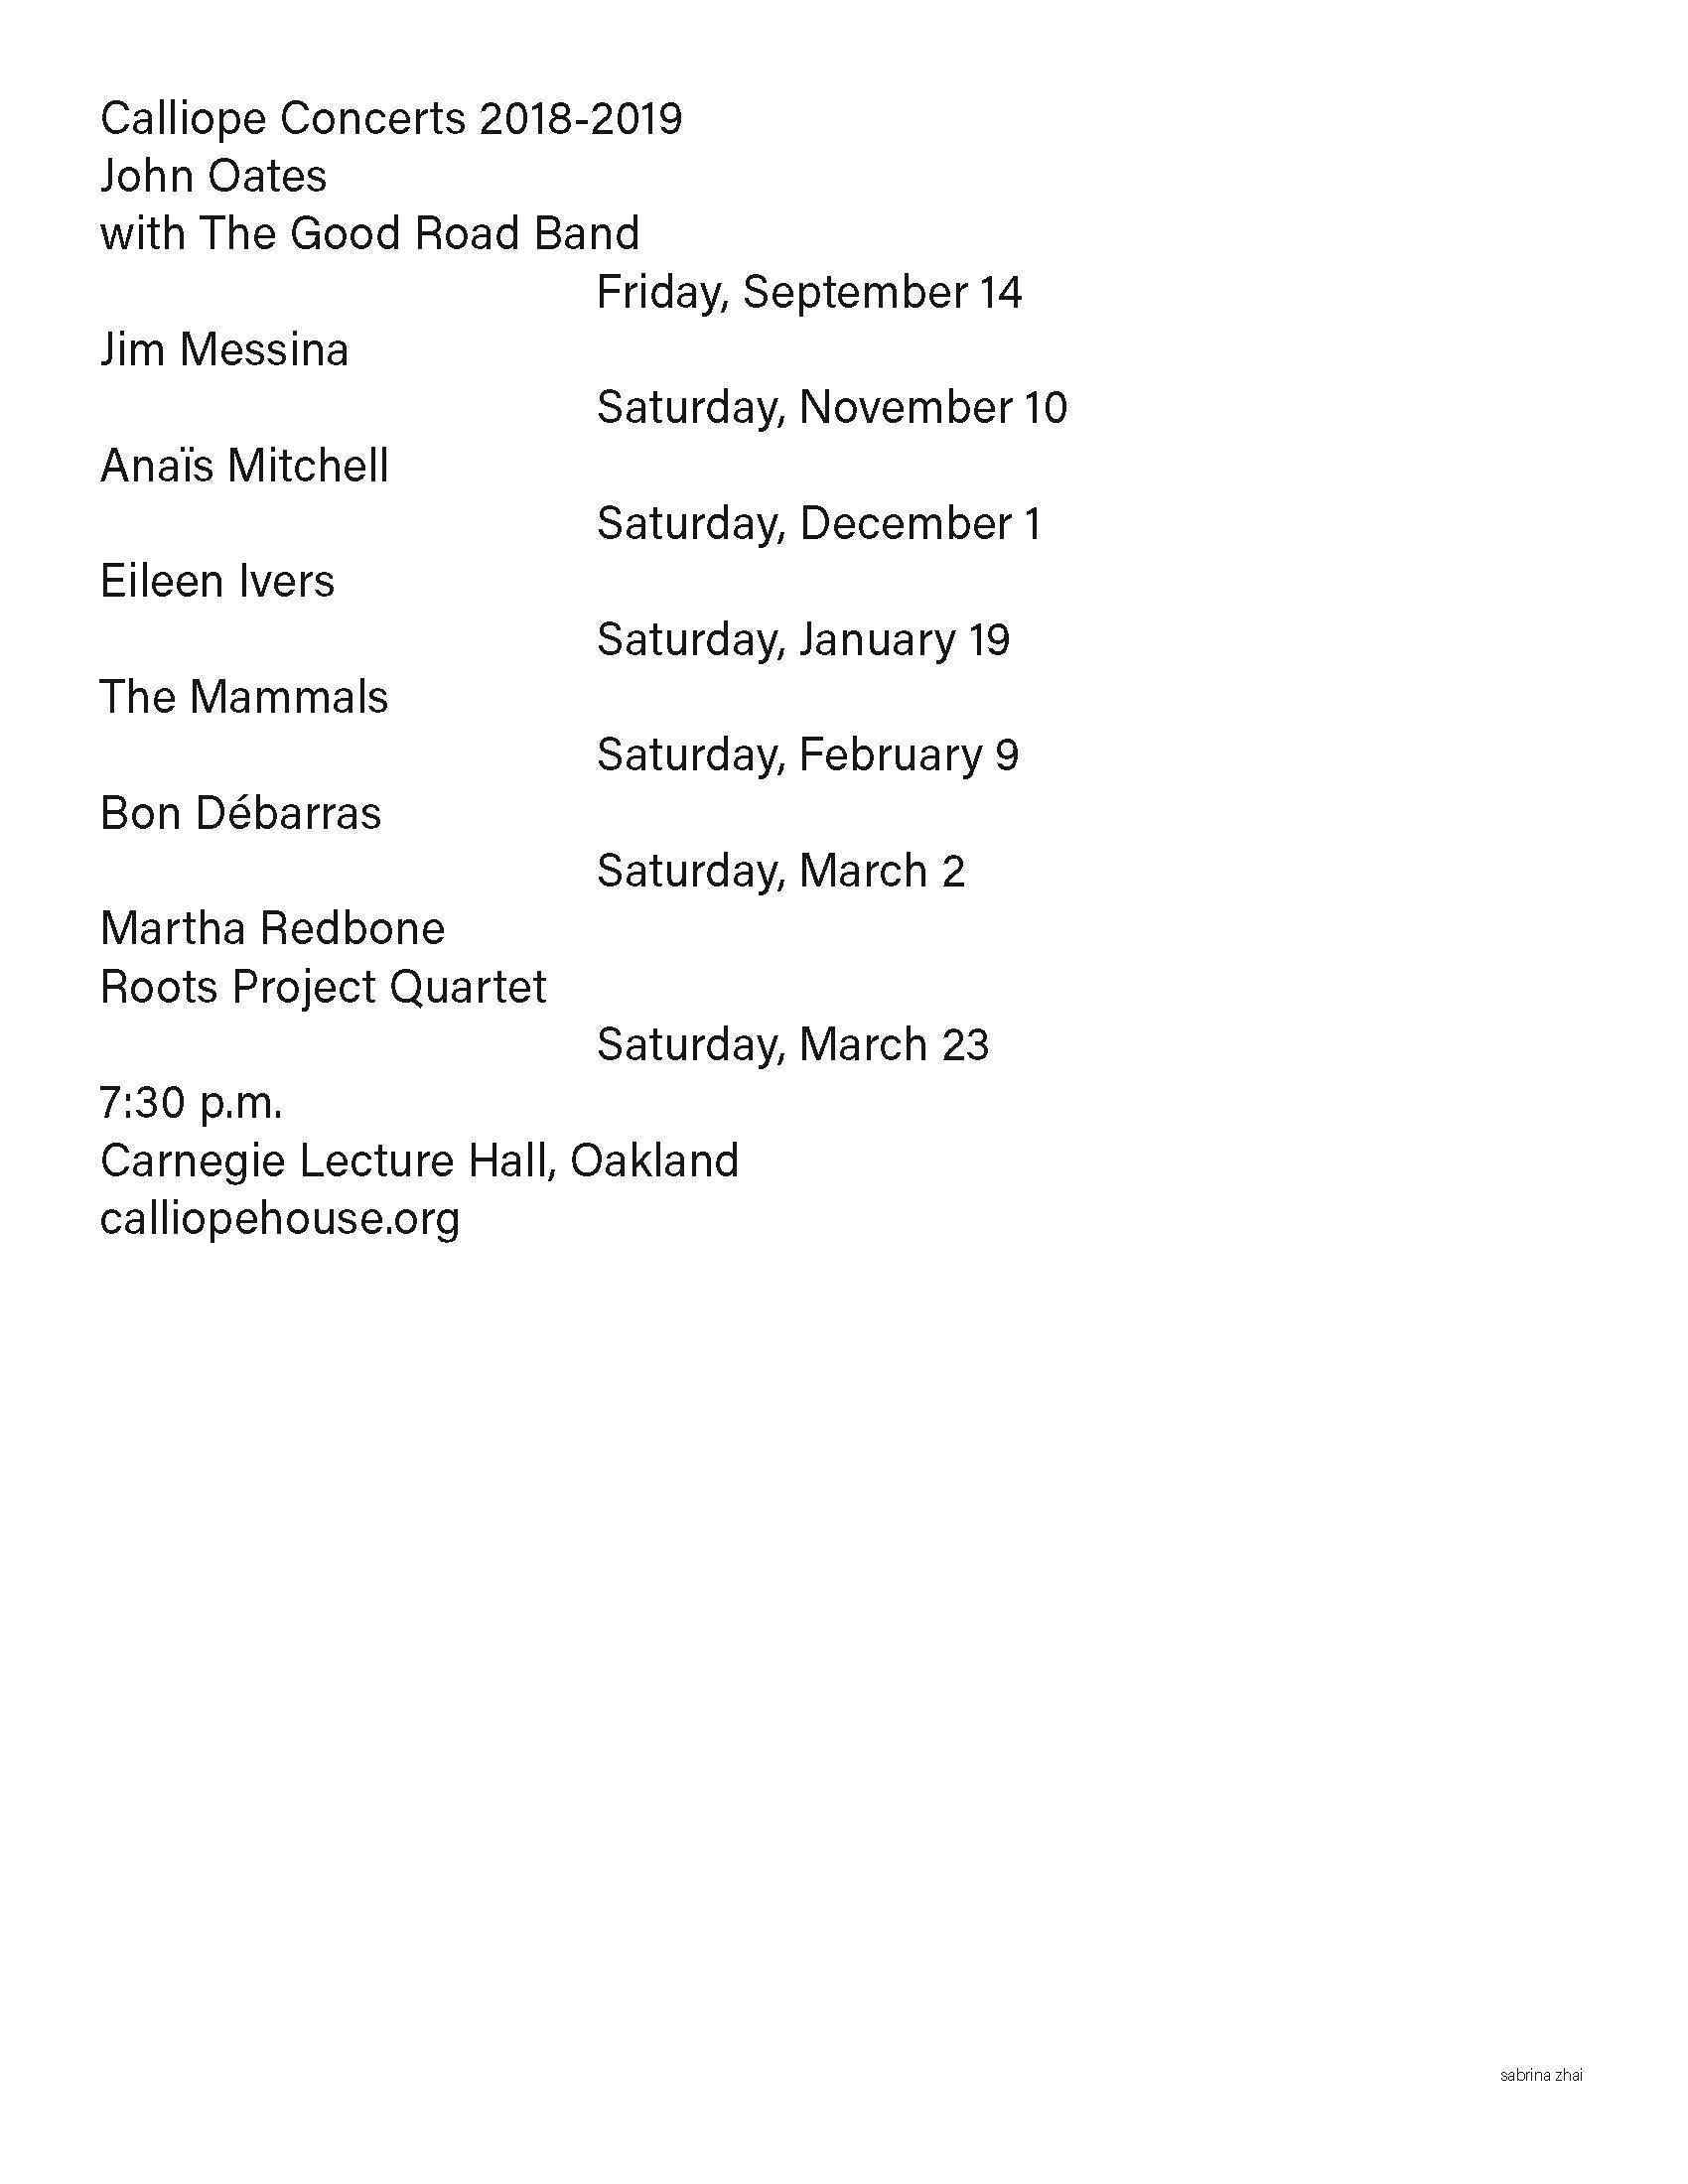 Calliope Concerts 2018-2019
John Oates
with The Good Road Band
Friday, September 14
Jim Messina
Saturday, November 10
Anaïs Mitchell
Saturday, December 1
Eileen Ivers
Saturday, January 19
The Mammals
Saturday, February 9
Bon Débarras
Saturday, March 2
Martha Redbone
Roots Project Quartet
Saturday, March 23
7:30 p.m.
Carnegie Lecture Hall, Oakland
calliopehouse.org
sabrina zhai